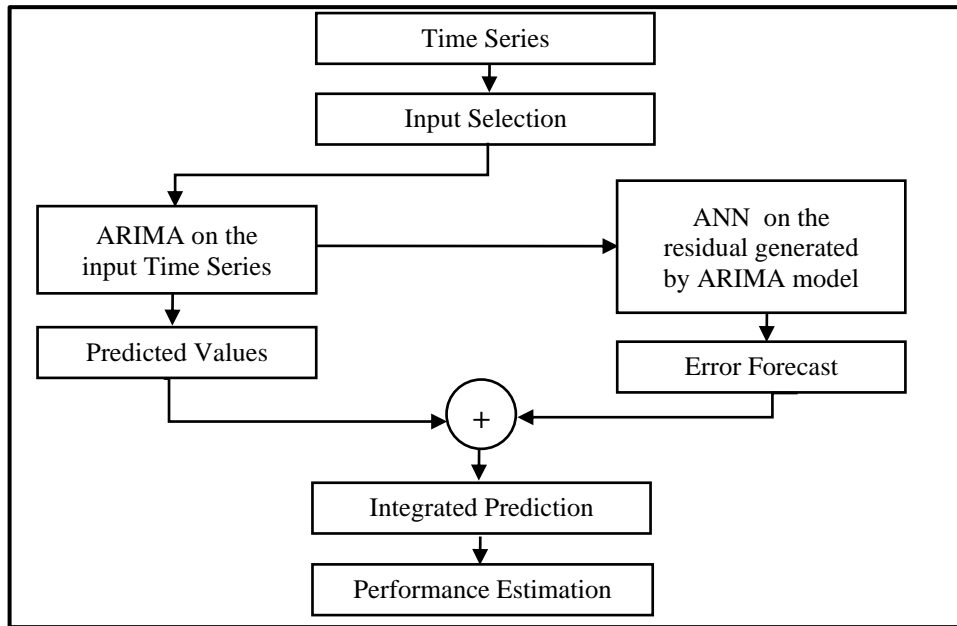 Time Series
Input Selection
ARIMA on the
input Time Series
ANN on the
residual generated
by ARIMA model
Predicted Values
Error Forecast
+
Integrated Prediction
Performance Estimation